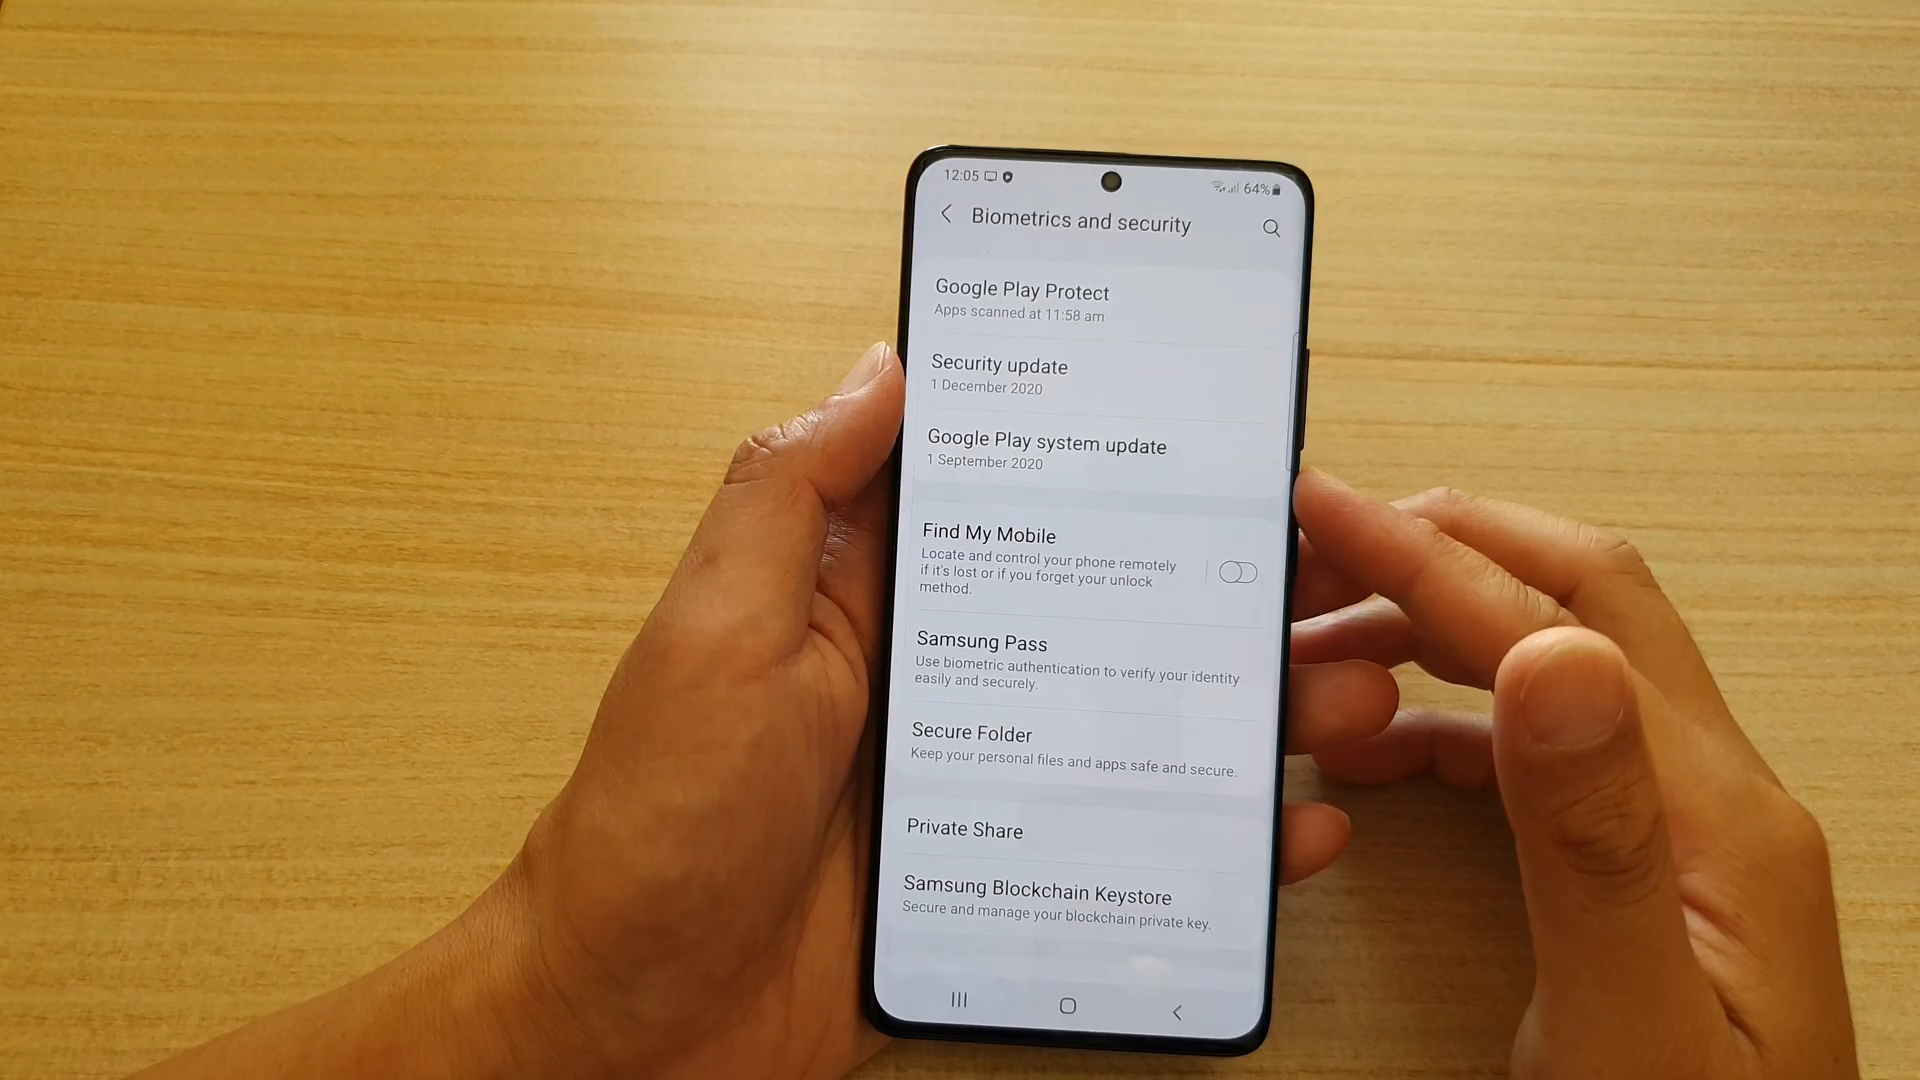 12:05
64%
Biometrics and security
Google Play Protect
Apps scanned at 11:58 am
Security update
1 December 2020
Google Play system update
1 September 2020
Find My Mobile
Locate and control your phone remotely
if it's lost or if you forget your unlock
method.
Samsung Pass
Use biometric authentication to verify your identity
easily and securely.
Secure Folder
Keep your personal files and apps safe and secure.
Private Share
Samsung Blockchain Keystore
Secure and manage your blockchain private key.